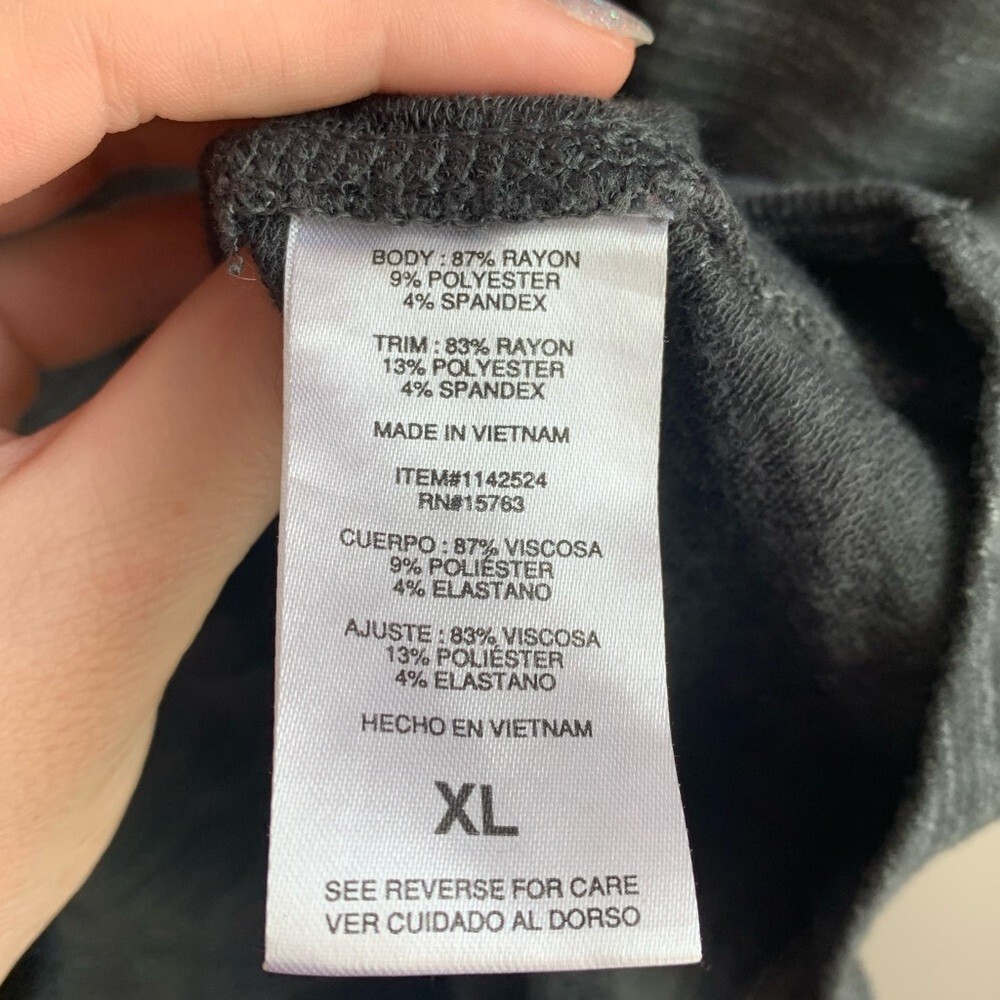 BODY : 87% RAYON
9% POLYESTER
4% SPANDEX
TRIM : 83% RAYON
13% POLYESTER
4% SPANDEX
MADE IN VIETNAM
ITEM#1142524
RN#15763
CUERPO : 87% VISCOSA
9% POLIÉSTER
4% ELASTANO
AJUSTE : 83% VISCOSA
13% POLIÉSTER
4% ELASTANO
HECHO EN VIETNAM
XL
SEE REVERSE FOR CARE
VER CUIDADO AL DORSO